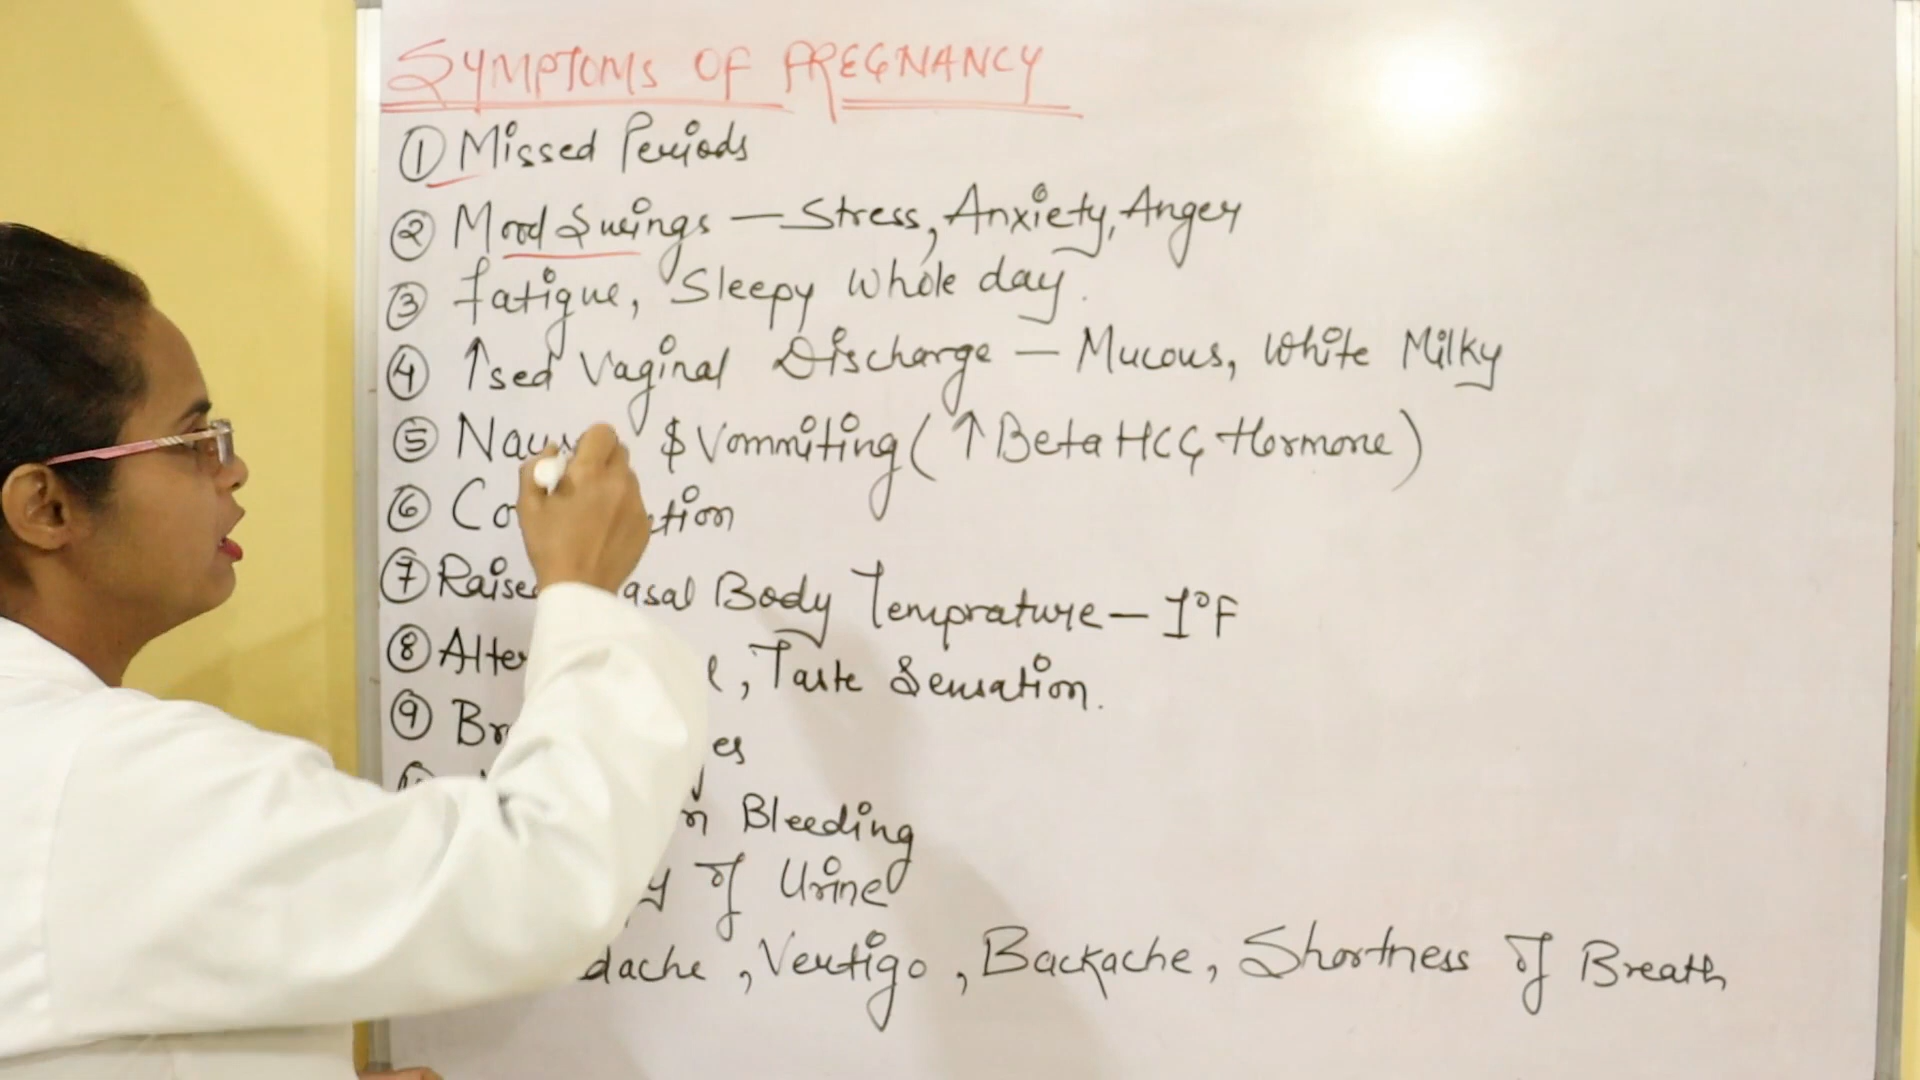 SYMPTOMS OF PREGNANCY
① Missed Periods
② Mood Swings — Stress, Anxiety, Anger
③ Fatigue, Sleepy Whole day.
④ ↑sed Vaginal Discharge — Mucous, White Milky
⑤ Nau $ Vommiting ( ↑ Beta HCG Hormone )
⑥ Co tion
⑦ Raised asal Body Temprature — 1°F
⑧ Alte , Taste Sensation.
⑨ Br es
n Bleeding
y of Urine
dache , Vertigo , Backache , Shortness of Breath